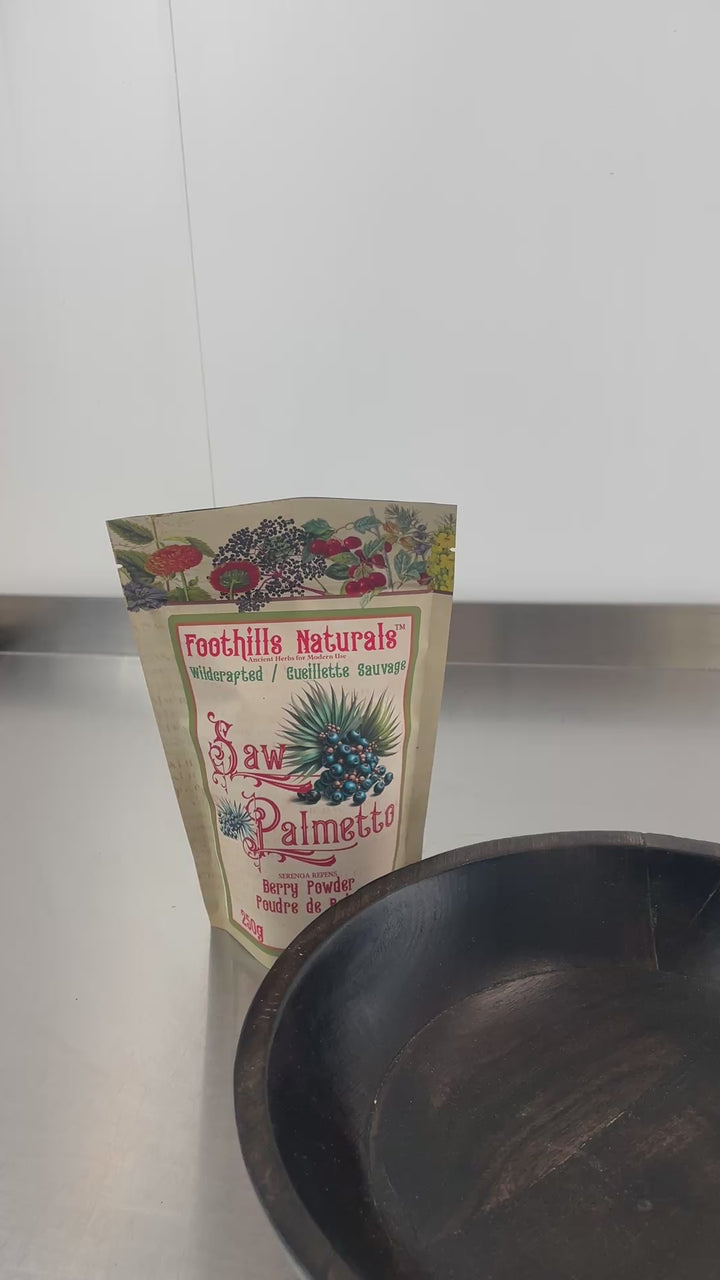 Foothills Naturals™
Ancient Herbs for Modern Use
Wildcrafted / Cueillette Sauvage
Saw
Palmetto
SERENOA REPENS
Berry Powder
Poudre de
250g